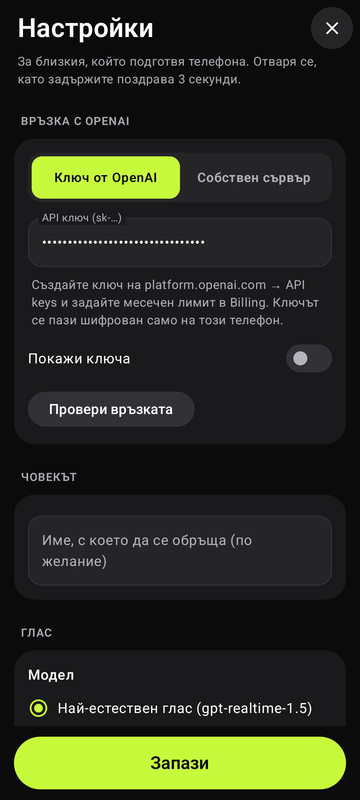 Настройки
За близкия, който подготвя телефона. Отваря се,
като задържите поздрава 3 секунди.
ВРЪЗКА С OPENAI
Ключ от OpenAI
Собствен сървър
API ключ (sk-…)
••••••••••••••••••••••••••••••••
Създайте ключ на platform.openai.com → API
keys и задайте месечен лимит в Billing. Ключът
се пази шифрован само на този телефон.
Покажи ключа
Провери връзката
ЧОВЕКЪТ
Име, с което да се обръща (по
желание)
ГЛАС
Модел
Най-естествен глас (gpt-realtime-1.5)
Запази